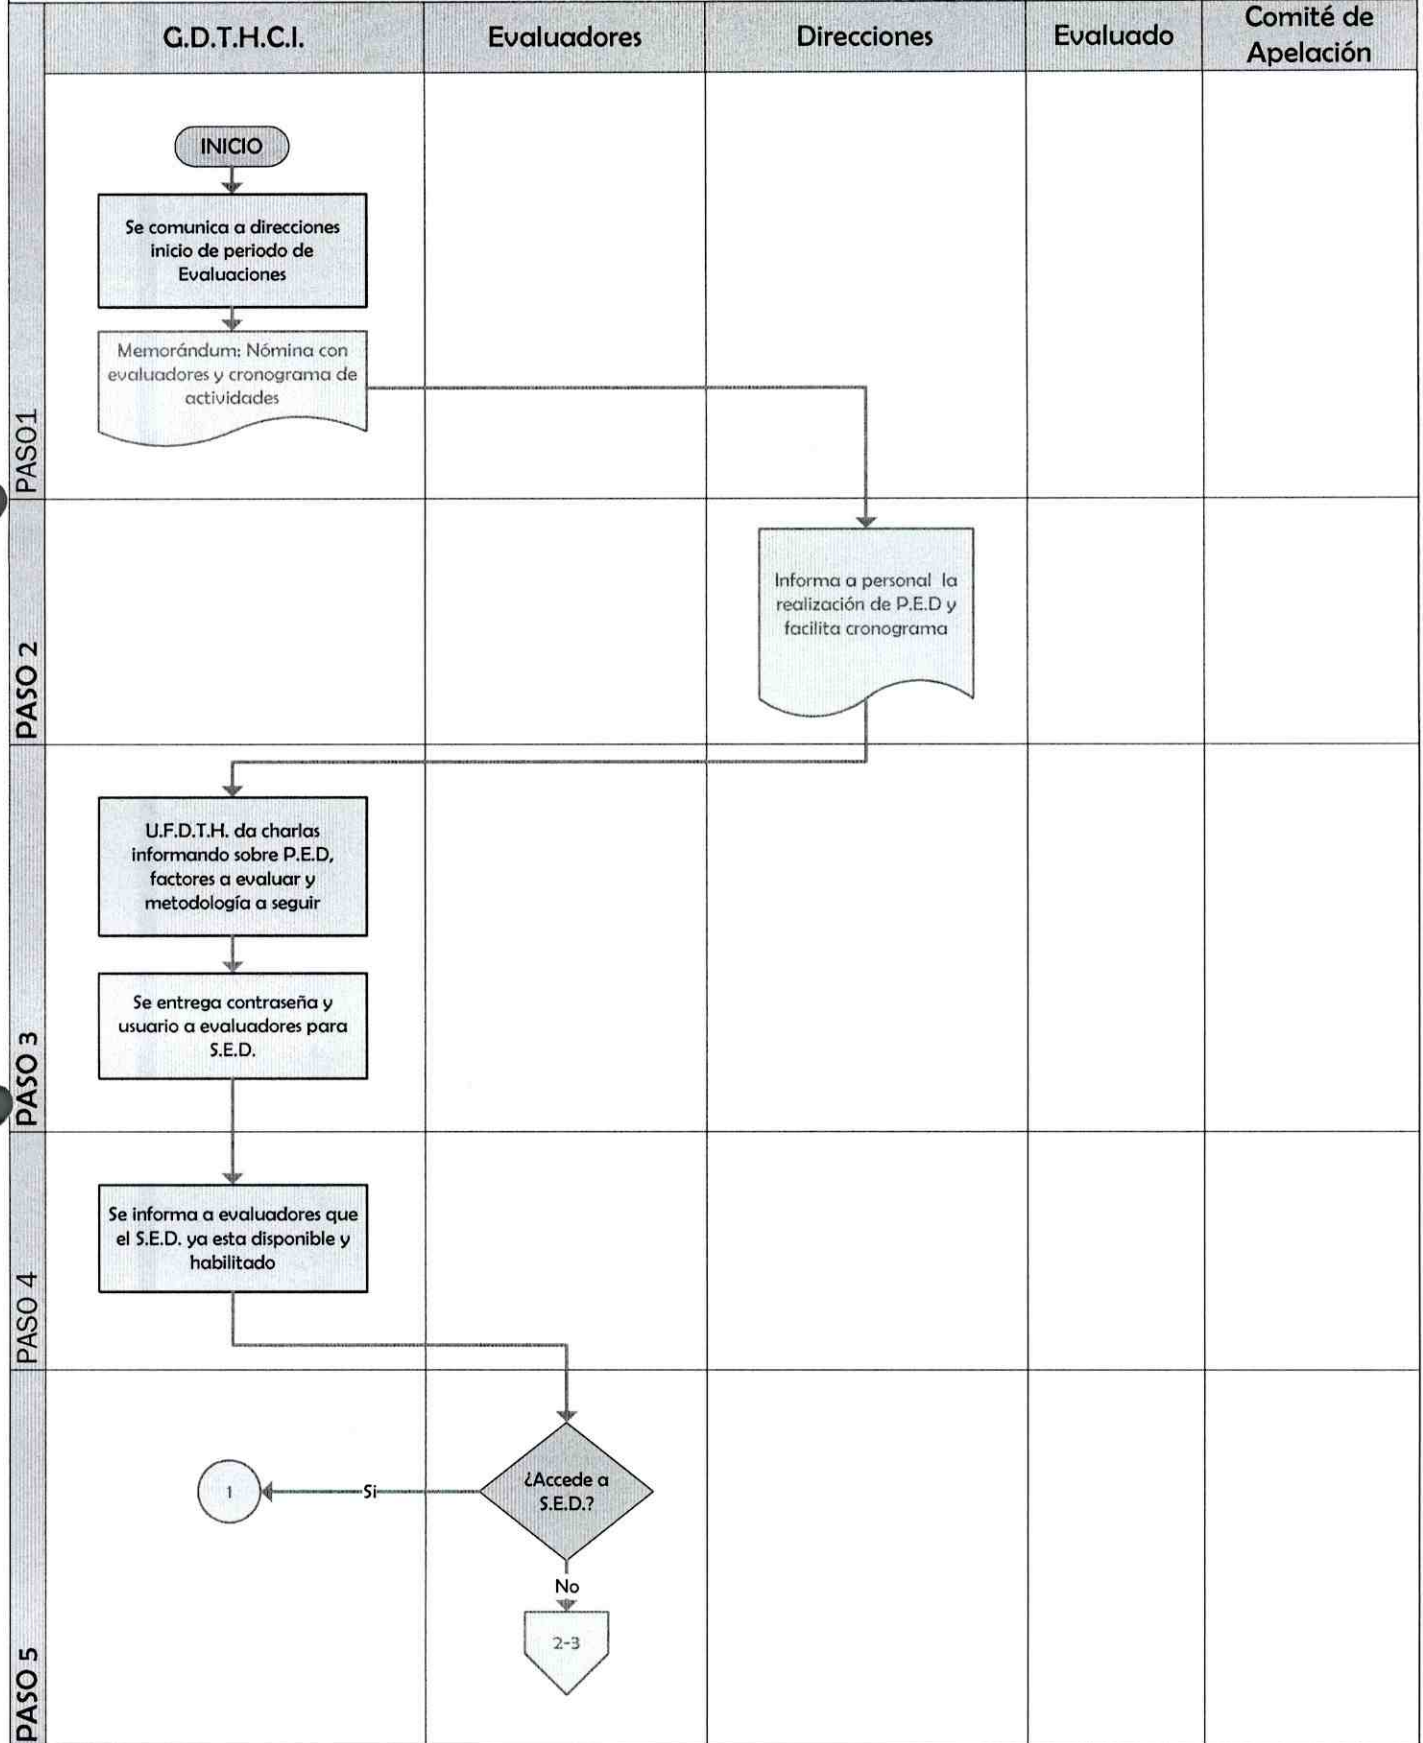 G.D.T.H.C.I.
Evaluadores
Direcciones
Evaluado
Comité de
Apelación
PASO1
INICIO
Se comunica a direcciones
inicio de periodo de
Evaluaciones
Memorándum: Nómina con
evaluadores y cronograma de
actividades
PASO 2
Informa a personal la
realización de P.E.D y
facilita cronograma
PASO 3
U.F.D.T.H. da charlas
informando sobre P.E.D,
factores a evaluar y
metodología a seguir
Se entrega contraseña y
usuario a evaluadores para
S.E.D.
PASO 4
Se informa a evaluadores que
el S.E.D. ya esta disponible y
habilitado
PASO 5
¿Accede a
S.E.D.?
Si
1
No
2-3